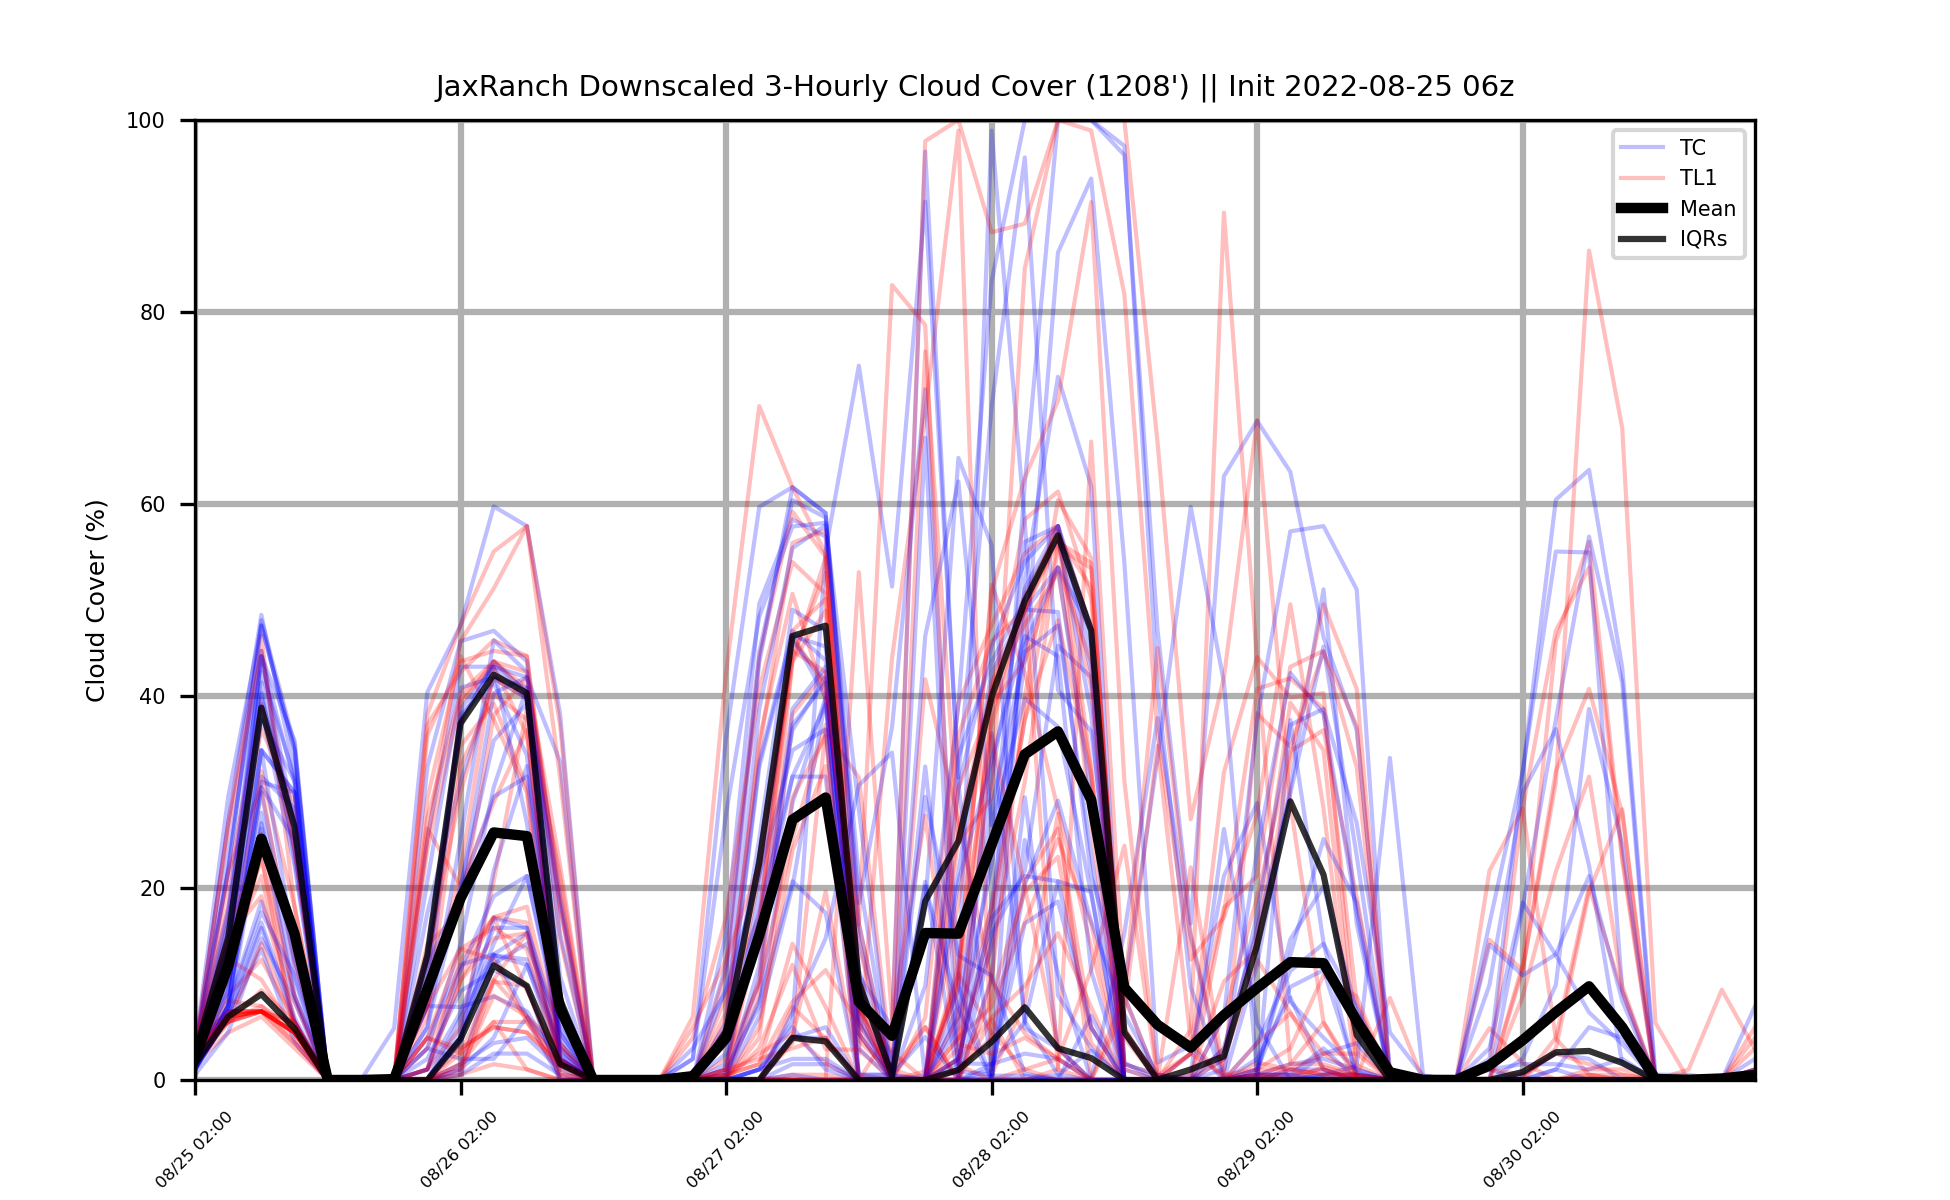 JaxRanch Downscaled 3-Hourly Cloud Cover (1208') || Init 2022-08-25 06z
Cloud Cover (%)
100
80
60
40
20
0
TC
TL1
Mean
IQRs
08/25 02:00
08/26 02:00
08/27 02:00
08/28 02:00
08/29 02:00
08/30 02:00